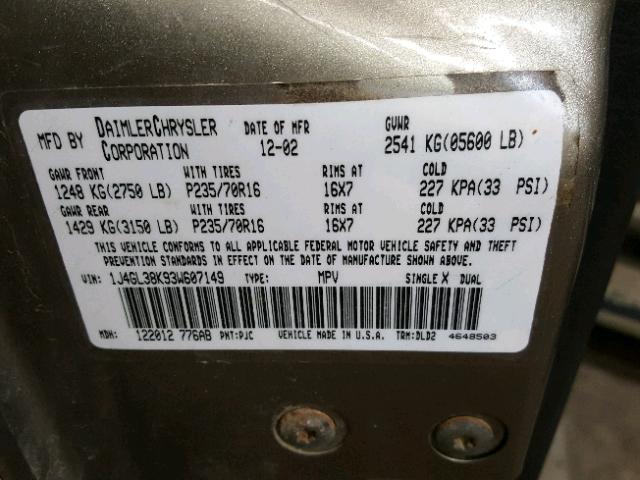 MFD BY DAIMLERCHRYSLER CORPORATION DATE OF MFR 12-02 GVWR 2541 KG(05600 LB)
GAWR FRONT WITH TIRES RIMS AT COLD
1248 KG(2750 LB) P235/70R16 16X7 227 KPA(33 PSI)
GAWR REAR WITH TIRES RIMS AT COLD
1429 KG(3150 LB) P235/70R16 16X7 227 KPA(33 PSI)
THIS VEHICLE CONFORMS TO ALL APPLICABLE FEDERAL MOTOR VEHICLE SAFETY AND THEFT
PREVENTION STANDARDS IN EFFECT ON THE DATE OF MANUFACTURE SHOWN ABOVE.
VIN: 1J4GL38K93W607149 TYPE: MPV SINGLE X DUAL
MDH: 122012 776AB PNT:PJC VEHICLE MADE IN U.S.A. TRM:DLD2 4648503